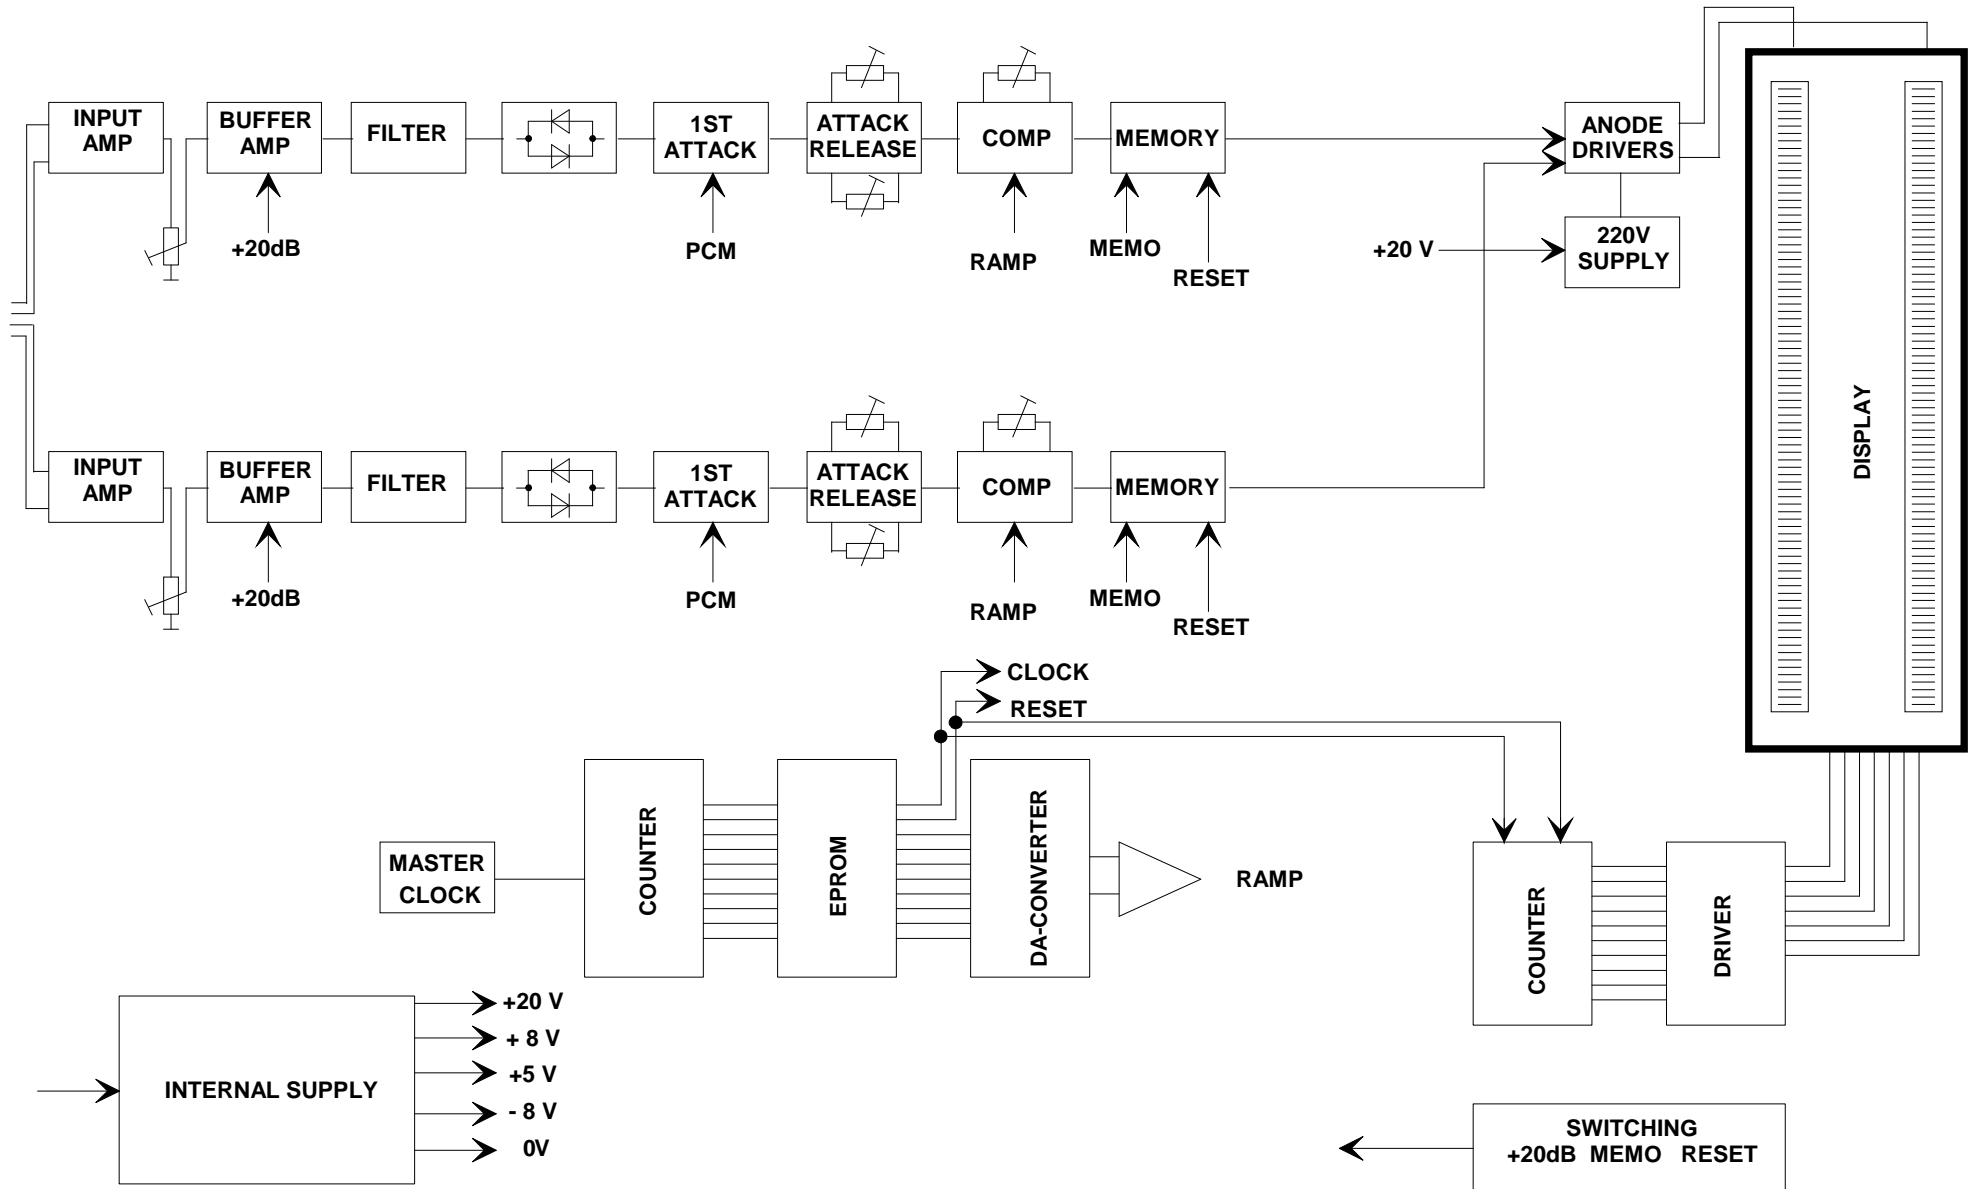 INPUT
AMP
BUFFER
AMP
FILTER
1ST
ATTACK
ATTACK
RELEASE
COMP
MEMORY
ANODE
DRIVERS
+20dB
PCM
RAMP
MEMO
RESET
+20 V
220V
SUPPLY
DISPLAY
INPUT
AMP
BUFFER
AMP
FILTER
1ST
ATTACK
ATTACK
RELEASE
COMP
MEMORY
+20dB
PCM
RAMP
MEMO
RESET
CLOCK
RESET
MASTER
CLOCK
COUNTER
EPROM
DA-CONVERTER
RAMP
COUNTER
DRIVER
INTERNAL SUPPLY
+20 V
+ 8 V
+5 V
- 8 V
0V
SWITCHING
+20dB MEMO RESET